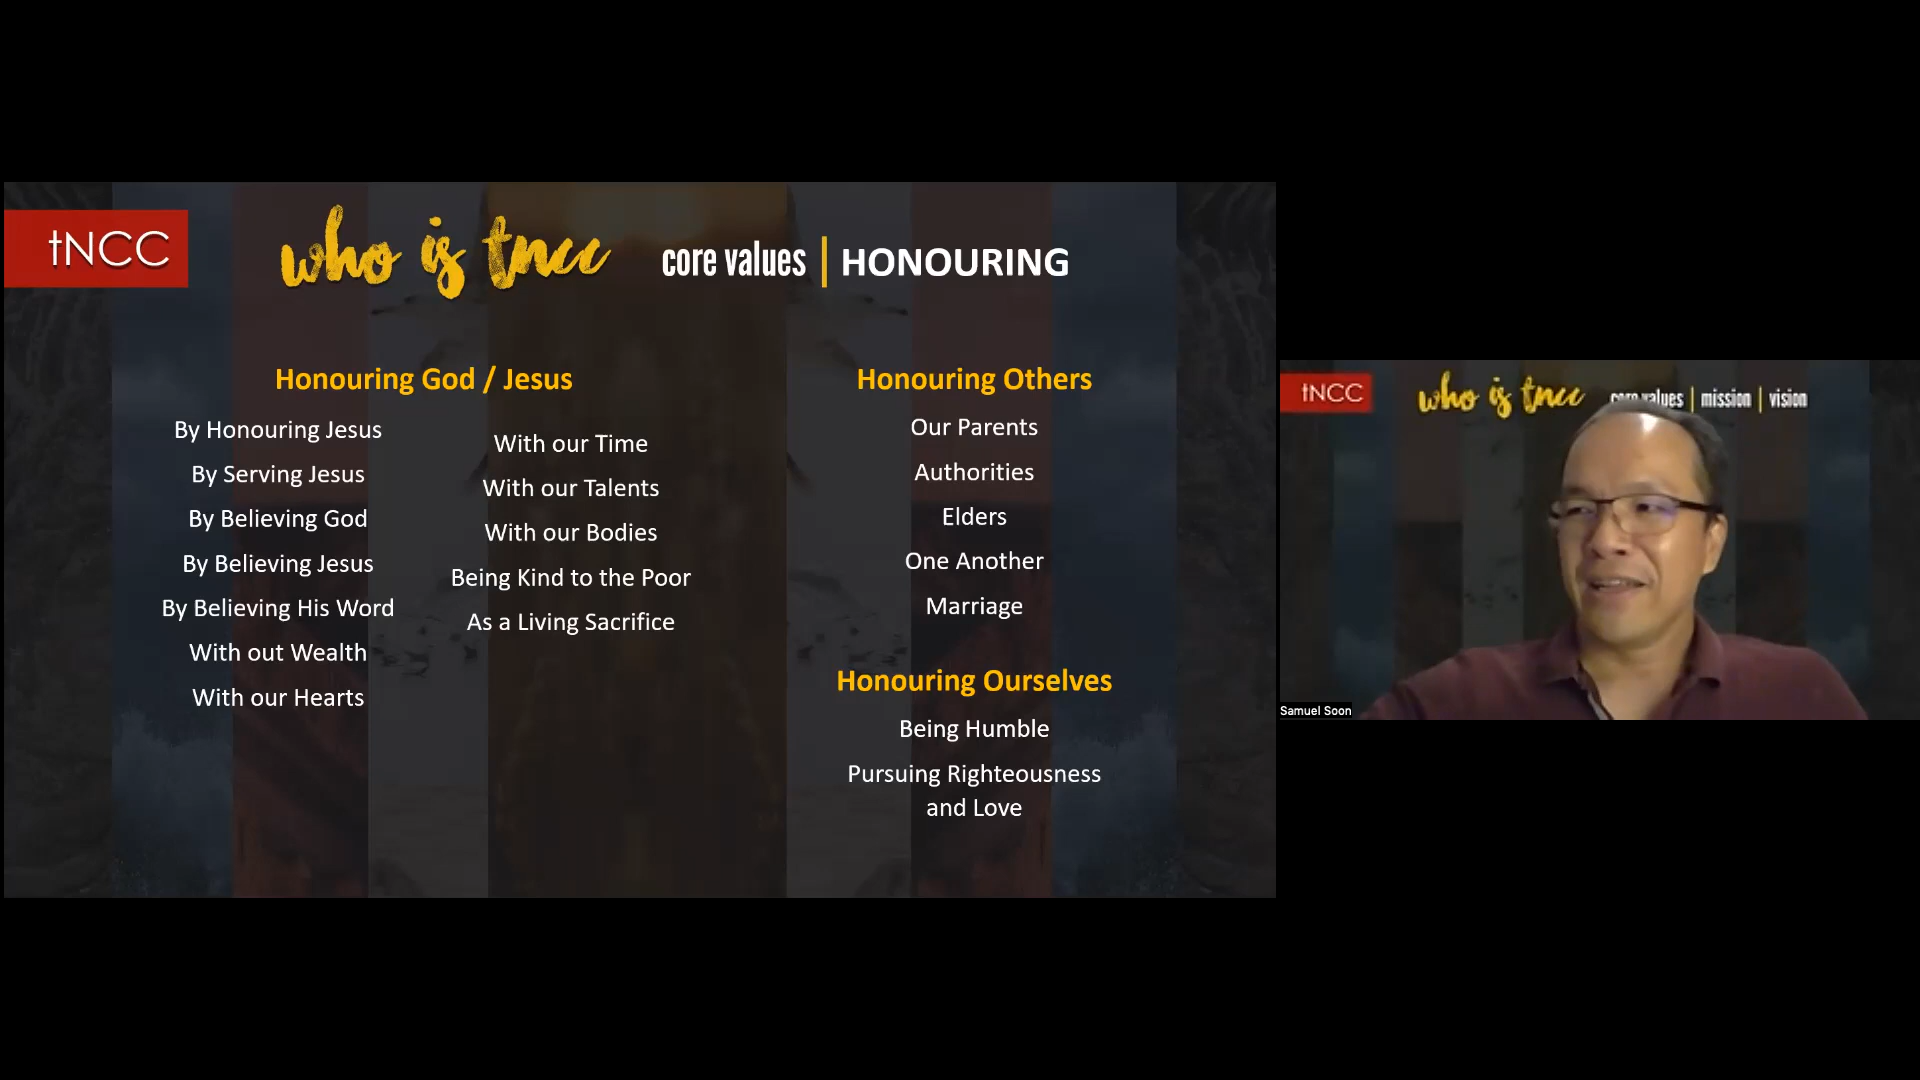 tNCC
who is tncc
core values | HONOURING
Honouring God / Jesus
By Honouring Jesus
By Serving Jesus
By Believing God
By Believing Jesus
By Believing His Word
With out Wealth
With our Hearts
With our Time
With our Talents
With our Bodies
Being Kind to the Poor
As a Living Sacrifice
Honouring Others
Our Parents
Authorities
Elders
One Another
Marriage
Honouring Ourselves
Being Humble
Pursuing Righteousness
and Love
tNCC
who is tncc
core values | mission | vision
Samuel Soon